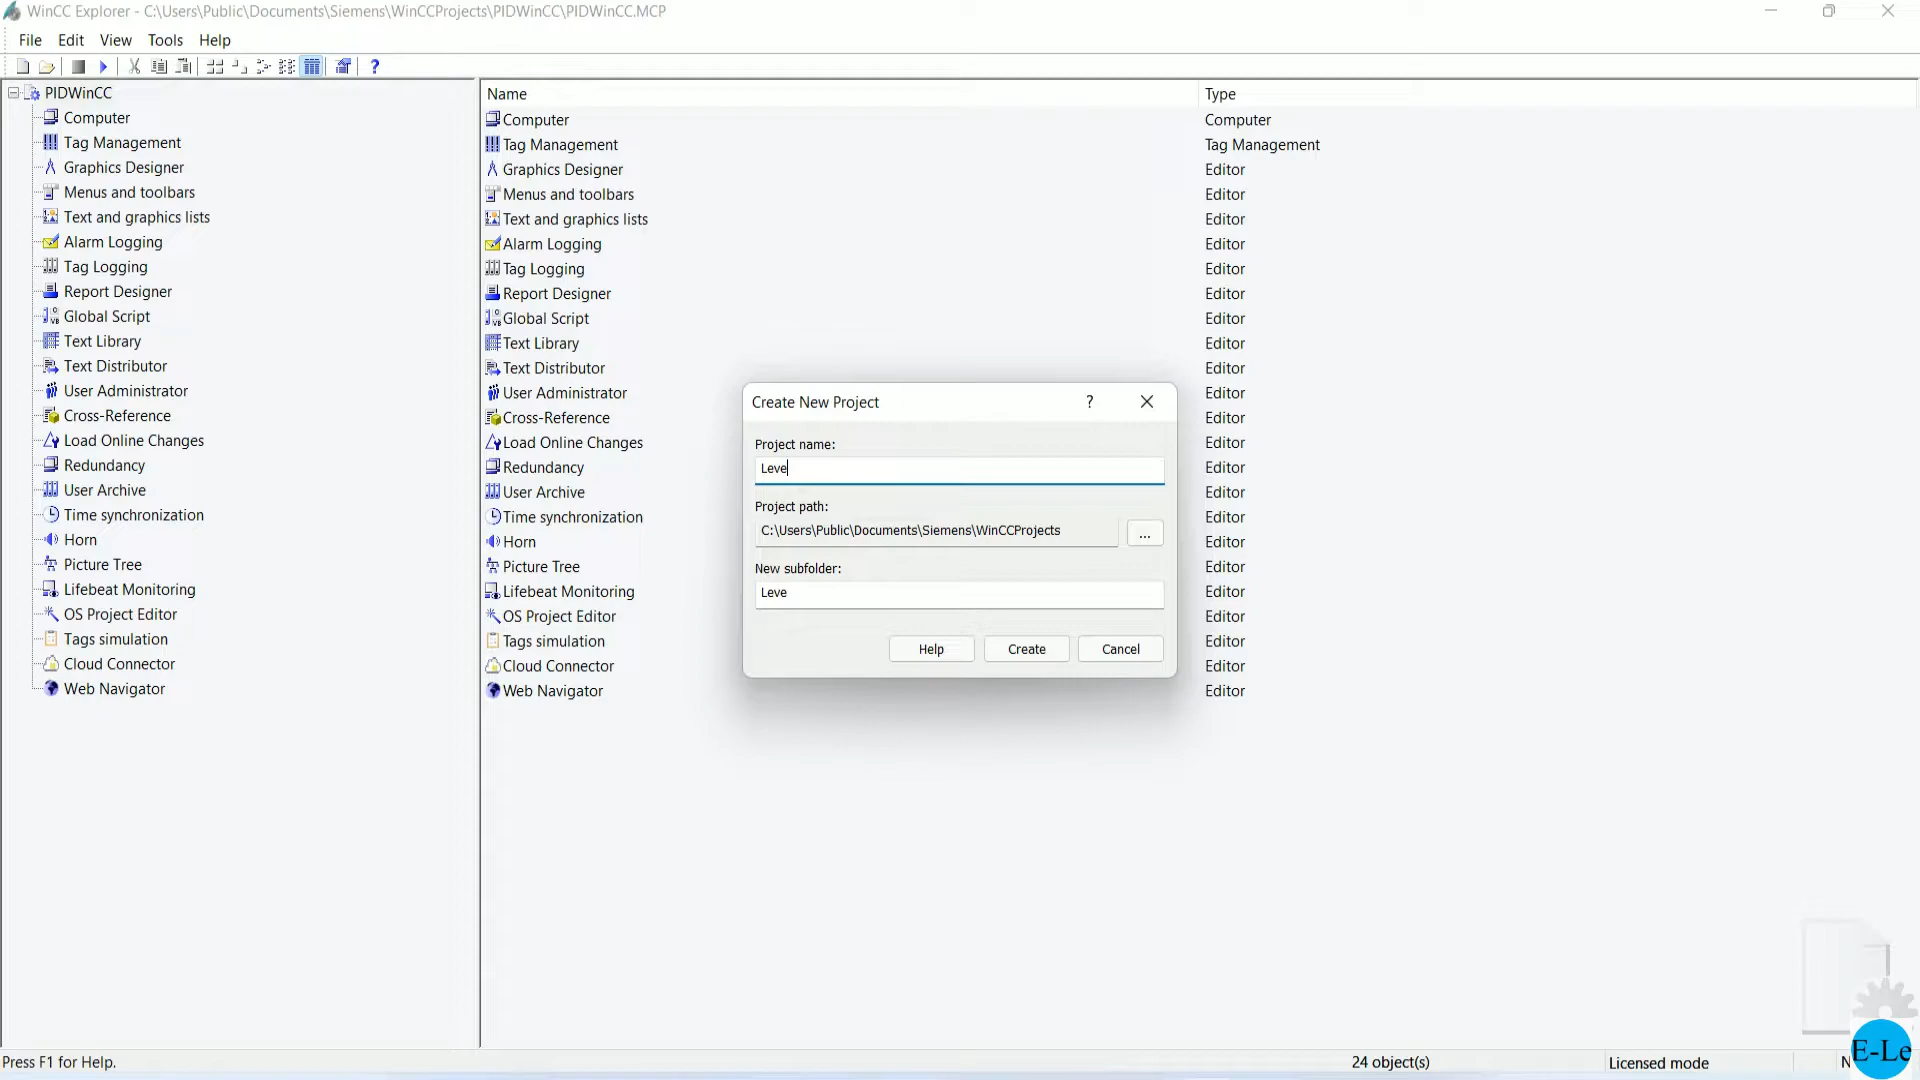 WinCC Explorer - C:\Users\Public\Documents\Siemens\WinCCProjects\PIDWinCC\PIDWinCC.MCP
File Edit View Tools Help
PIDWinCC
Computer
Tag Management
Graphics Designer
Menus and toolbars
Text and graphics lists
Alarm Logging
Tag Logging
Report Designer
Global Script
Text Library
Text Distributor
User Administrator
Cross-Reference
Load Online Changes
Redundancy
User Archive
Time synchronization
Horn
Picture Tree
Lifebeat Monitoring
OS Project Editor
Tags simulation
Cloud Connector
Web Navigator
Name Type
Computer Computer
Tag Management Tag Management
Graphics Designer Editor
Menus and toolbars Editor
Text and graphics lists Editor
Alarm Logging Editor
Tag Logging Editor
Report Designer Editor
Global Script Editor
Text Library Editor
Text Distributor Editor
User Administrator Editor
Cross-Reference Editor
Load Online Changes Editor
Redundancy Editor
User Archive Editor
Time synchronization Editor
Horn Editor
Picture Tree Editor
Lifebeat Monitoring Editor
OS Project Editor Editor
Tags simulation Editor
Cloud Connector Editor
Web Navigator Editor
Create New Project ?
Project name:
Leve
Project path:
C:\Users\Public\Documents\Siemens\WinCCProjects ...
New subfolder:
Leve
Help Create Cancel
Press F1 for Help. 24 object(s) Licensed mode N
E-Le